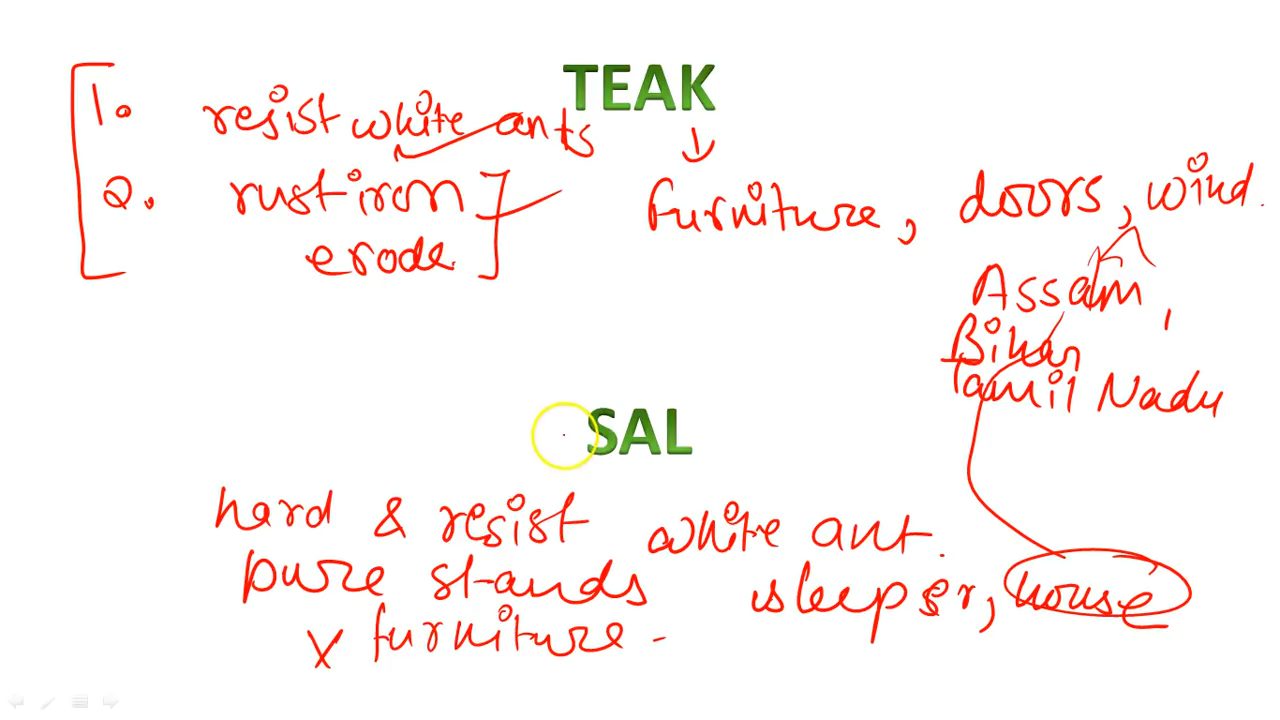 TEAK
1. resist white ants
2. rust iron
erode.
furniture, doors, wind.
Assam,
Bihar
Tamil Nadu
SAL
hard & resist white ant.
pure stands sleeper, house
x furniture -